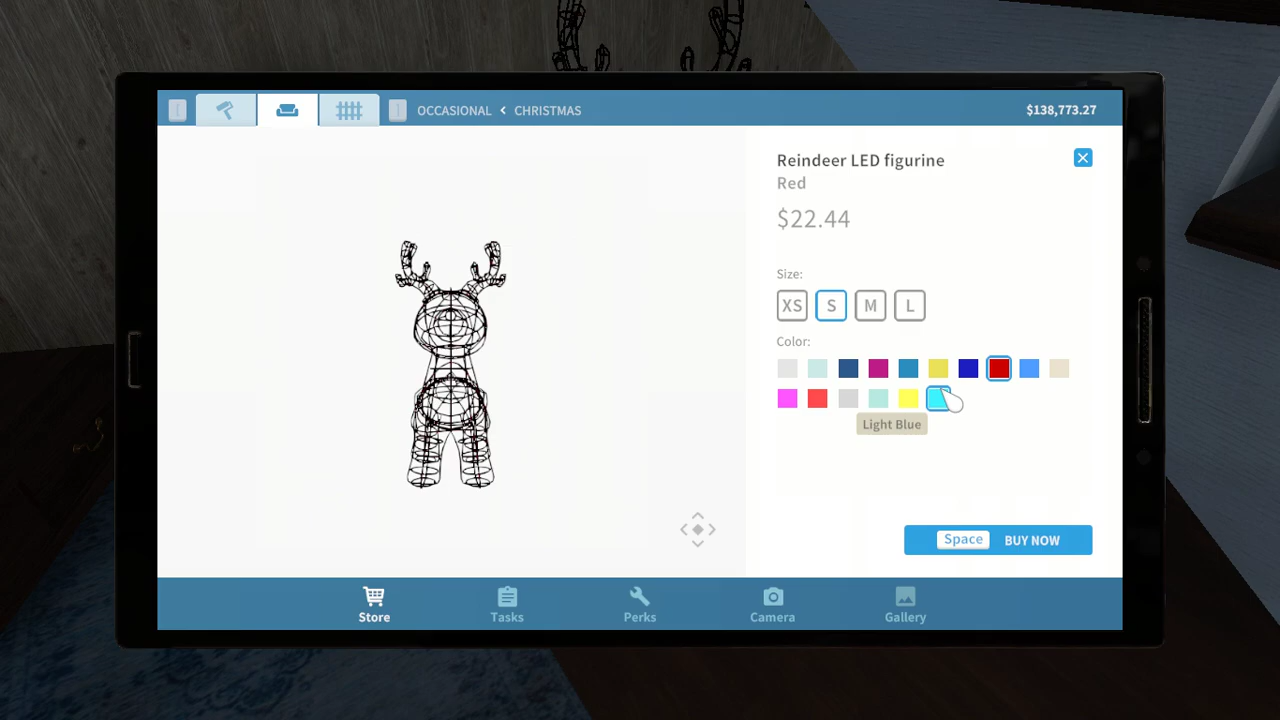 OCCASIONAL < CHRISTMAS
$138,773.27
Reindeer LED figurine
Red
$22.44
Size:
XS S M L
Color:
Light Blue
Space BUY NOW
Store Tasks Perks Camera Gallery